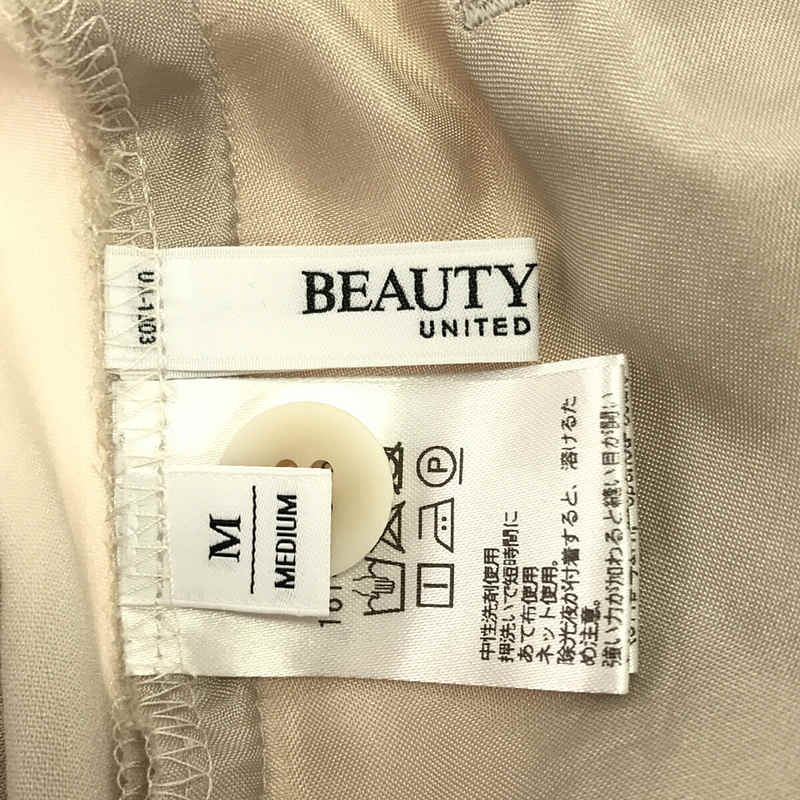 BEAUTY
UNITED
M
MEDIUM
P
中性洗剤使用
押洗いで短時間に
あて布使用
ネット使用。
除光液が付着すると、溶けるた
め注意。
強い力が加わると縫い目が開い